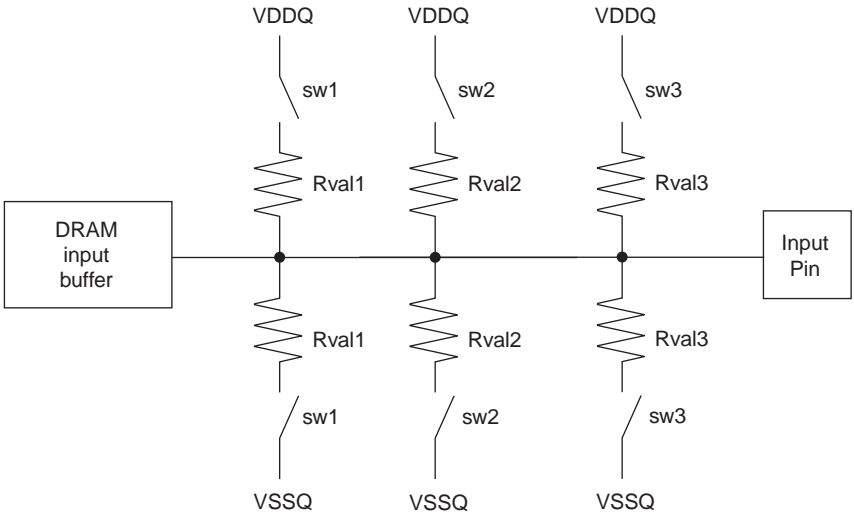 VDDQ VDDQ VDDQ
sw1 sw2 sw3
Rval1 Rval2 Rval3
DRAM
input
buffer
Input
Pin
Rval1 Rval2 Rval3
sw1 sw2 sw3
VSSQ VSSQ VSSQ